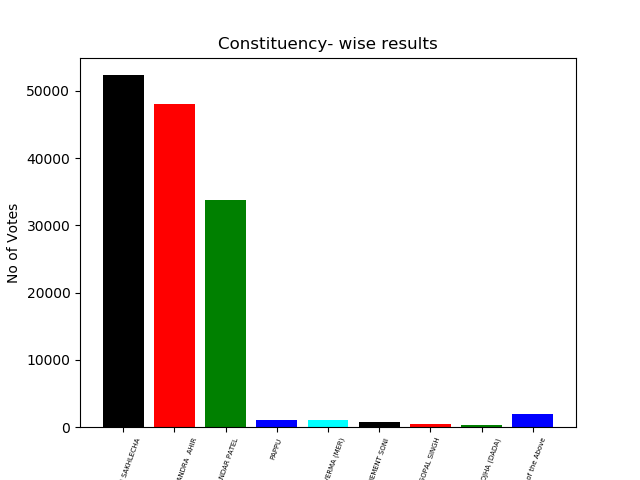 Constituency- wise results
No of Votes
50000
40000
30000
20000
10000
0
SAKHLECHA
ANDRA AHIR
NDAR PATEL
PAPPU
VERMA (MER)
EMENT SONI
GOPAL SINGH
OJHA (DADA)
of the Above